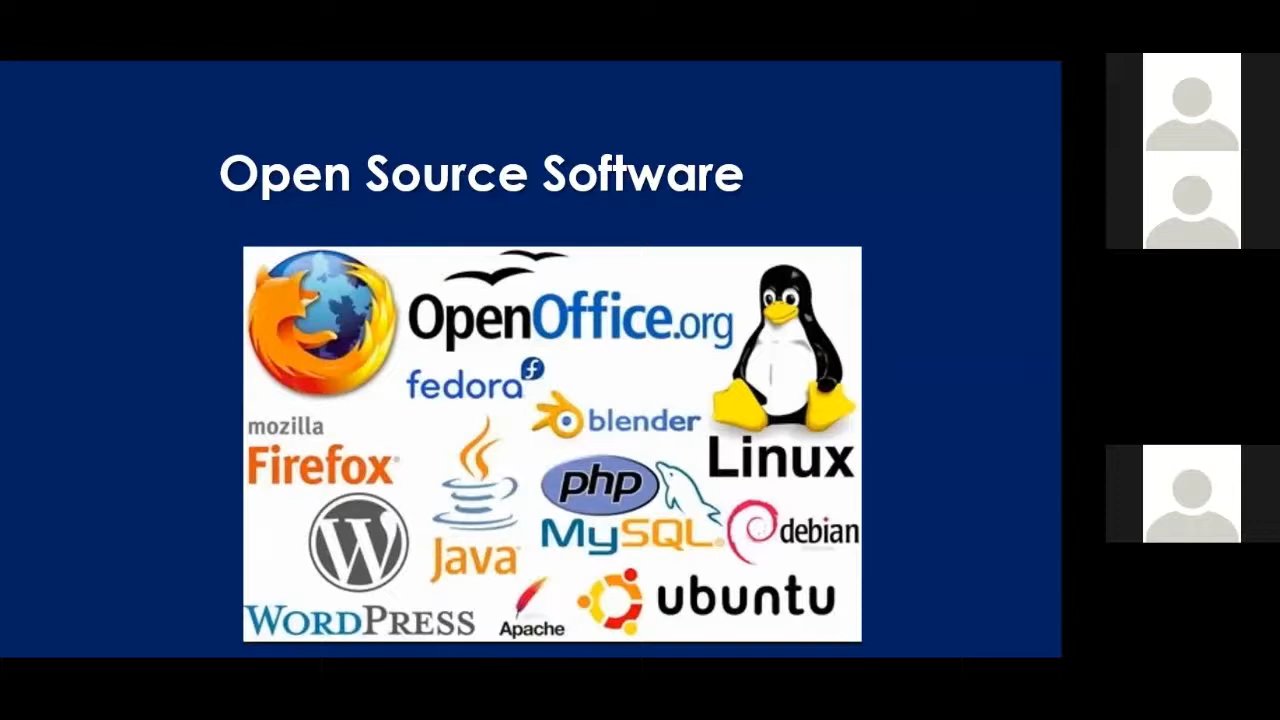 Open Source Software
OpenOffice.org
fedora
blender
mozilla
Firefox
Linux
php
MySQL
debian
Java
WORDPRESS
Apache
ubuntu